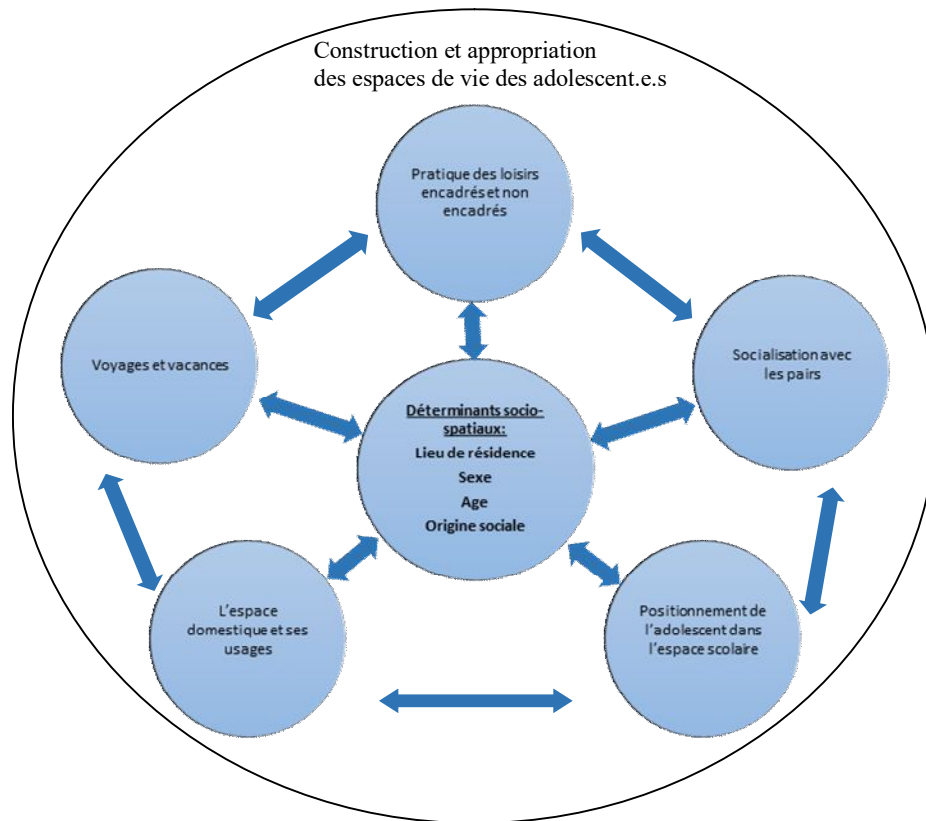 Construction et appropriation
des espaces de vie des adolescent.e.s
Pratique des loisirs
encadrés et non
encadrés
Voyages et vacances
Socialisation avec
les pairs
Déterminants socio-
spatiaux:
Lieu de résidence
Sexe
Age
Origine sociale
L'espace
domestique et ses
usages
Positionnement de
l'adolescent dans
l'espace scolaire